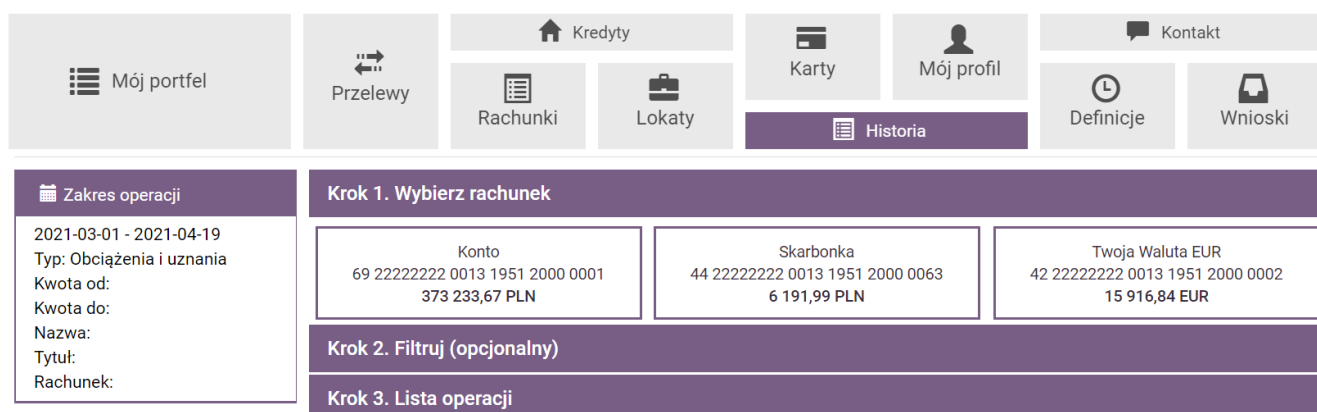 Mój portfel
Przelewy
Kredyty
Rachunki
Lokaty
Karty
Mój profil
Historia
Kontakt
Definicje
Wnioski
Zakres operacji
2021-03-01 - 2021-04-19
Typ: Obciążenia i uznania
Kwota od:
Kwota do:
Nazwa:
Tytuł:
Rachunek:
Krok 1. Wybierz rachunek
Konto
69 22222222 0013 1951 2000 0001
373 233,67 PLN
Skarbonka
44 22222222 0013 1951 2000 0063
6 191,99 PLN
Twoja Waluta EUR
42 22222222 0013 1951 2000 0002
15 916,84 EUR
Krok 2. Filtruj (opcjonalny)
Krok 3. Lista operacji